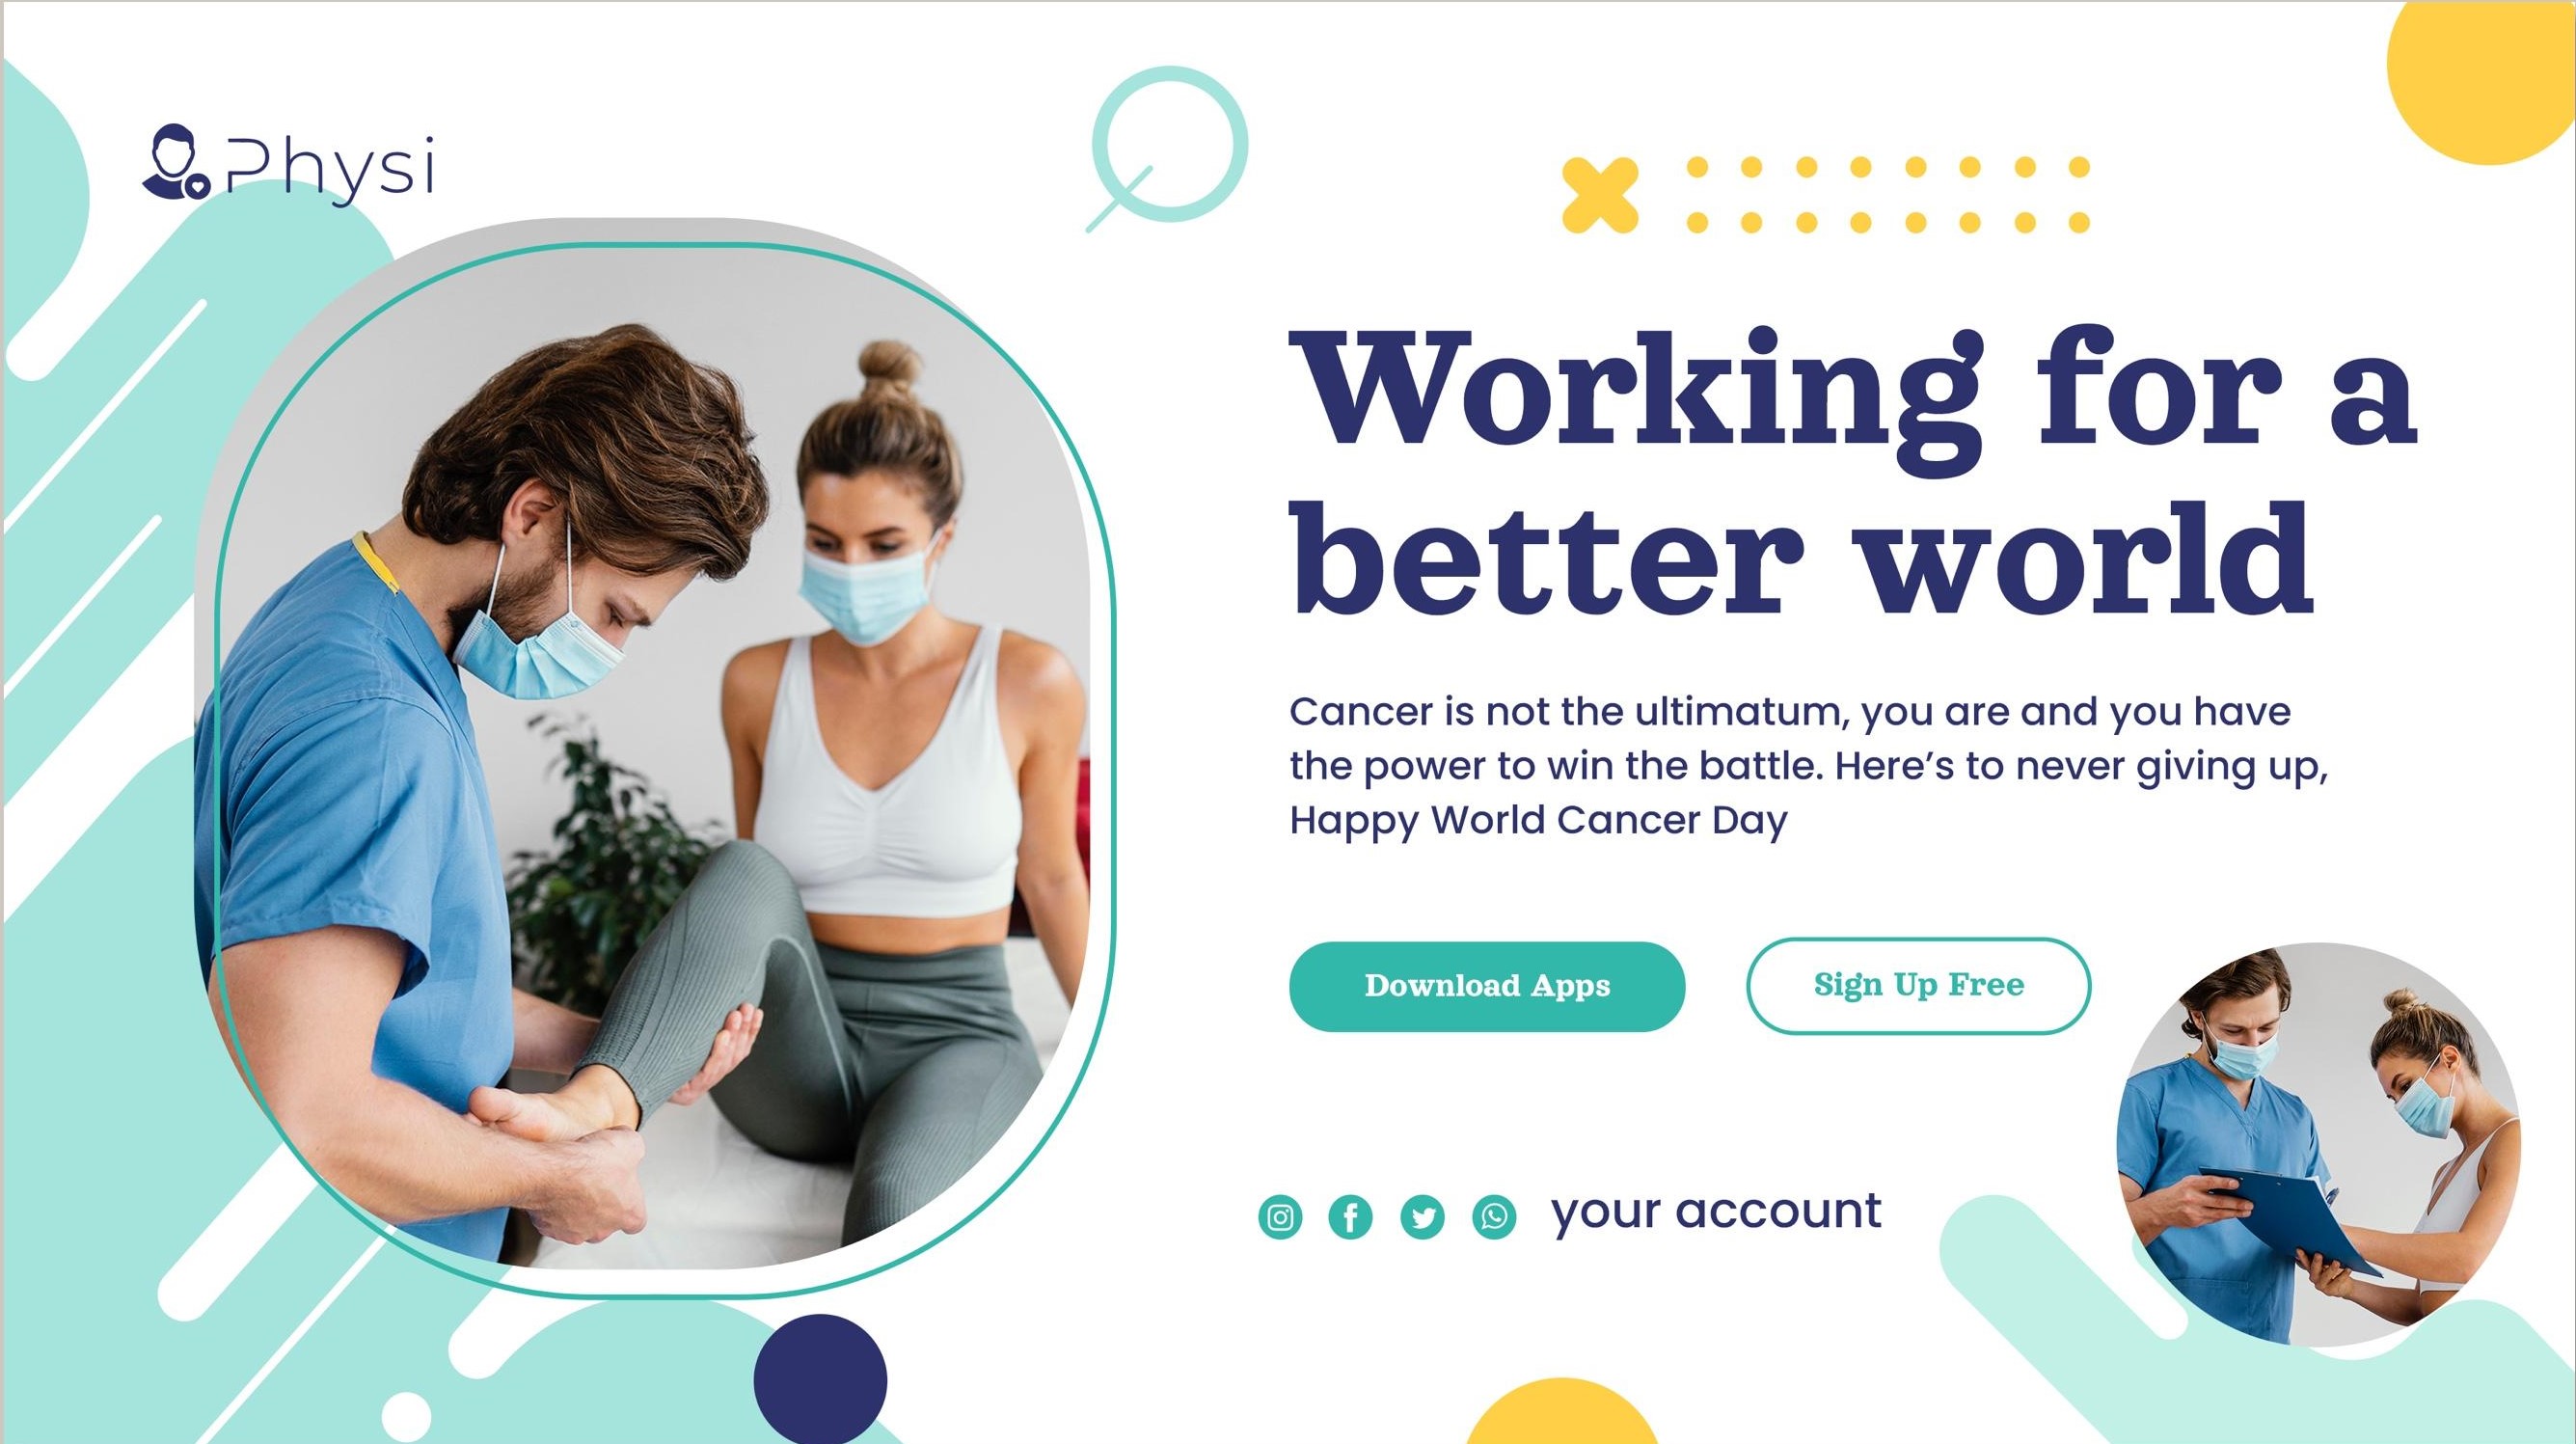 Physi
Working for a
better world
Cancer is not the ultimatum, you are and you have
the power to win the battle. Here’s to never giving up,
Happy World Cancer Day
Download Apps
Sign Up Free
your account